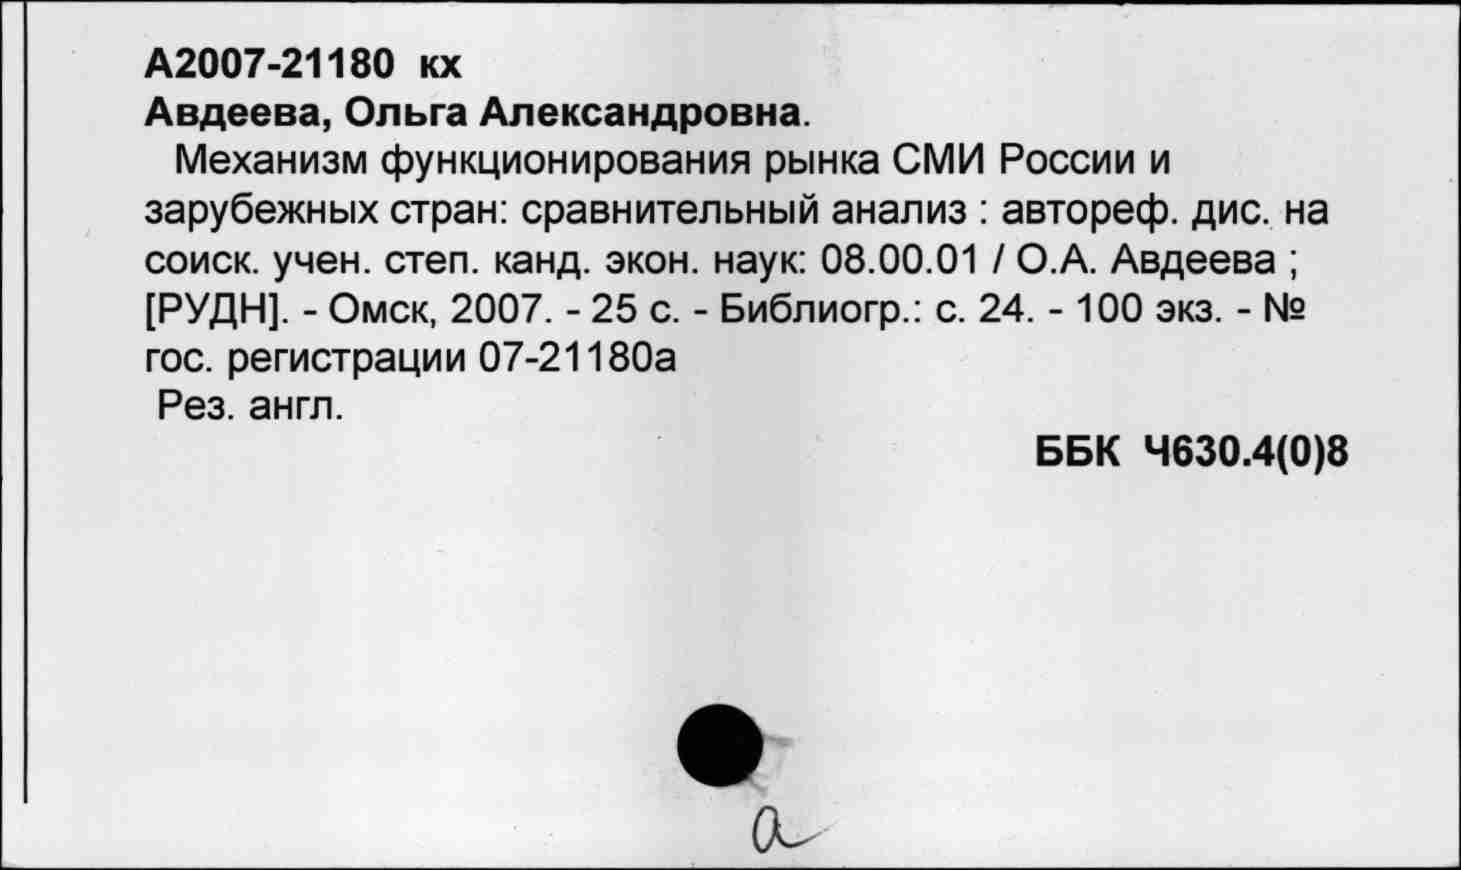 А2007-21180 кх
Авдеева, Ольга Александровна.
Механизм функционирования рынка СМИ России и
зарубежных стран: сравнительный анализ : автореф. дис. на
соиск. учен. степ. канд. экон. наук: 08.00.01 / О.А. Авдеева ;
[РУДН]. - Омск, 2007. - 25 с. - Библиогр.: с. 24. - 100 экз. - №
гос. регистрации 07-21180а
Рез. англ.
ББК Ч630.4(0)8
а